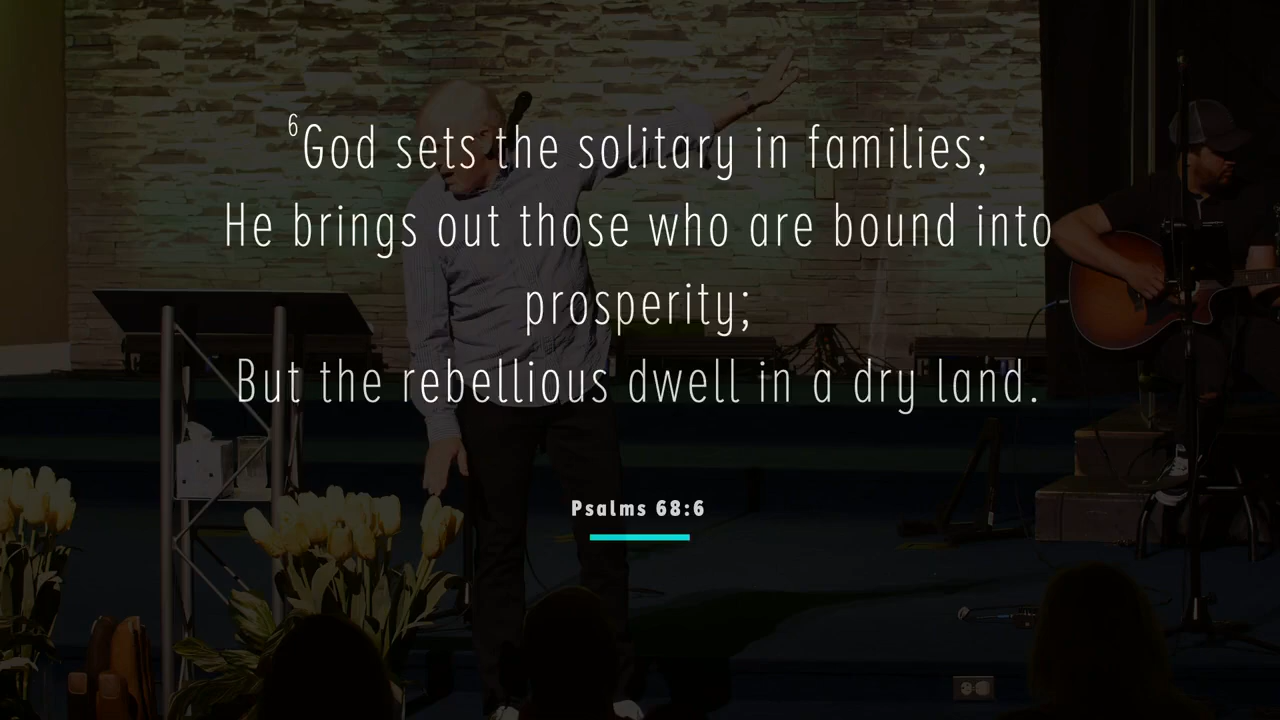 ⁶God sets the solitary in families;
He brings out those who are bound into
prosperity;
But the rebellious dwell in a dry land.
Psalms 68:6